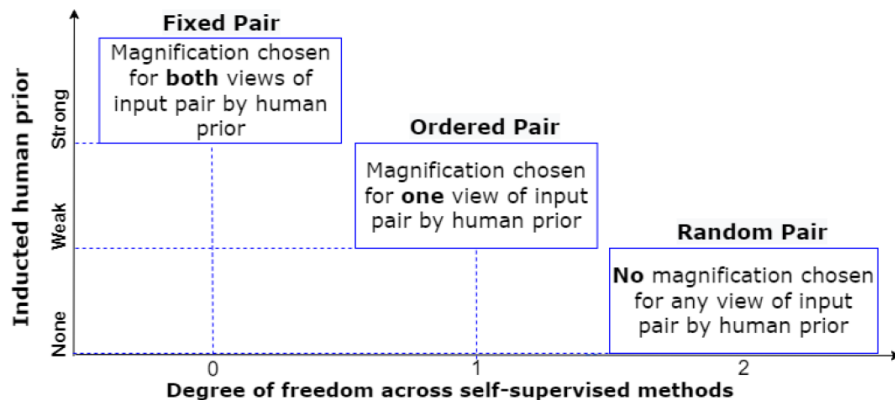 Fixed Pair
Magnification chosen
for both views of
input pair by human
prior
Ordered Pair
Magnification chosen
for one view of input
pair by human prior
Random Pair
No magnification chosen
for any view of input
pair by human prior
Inducted human prior
Strong
Weak
None
0
1
2
Degree of freedom across self-supervised methods